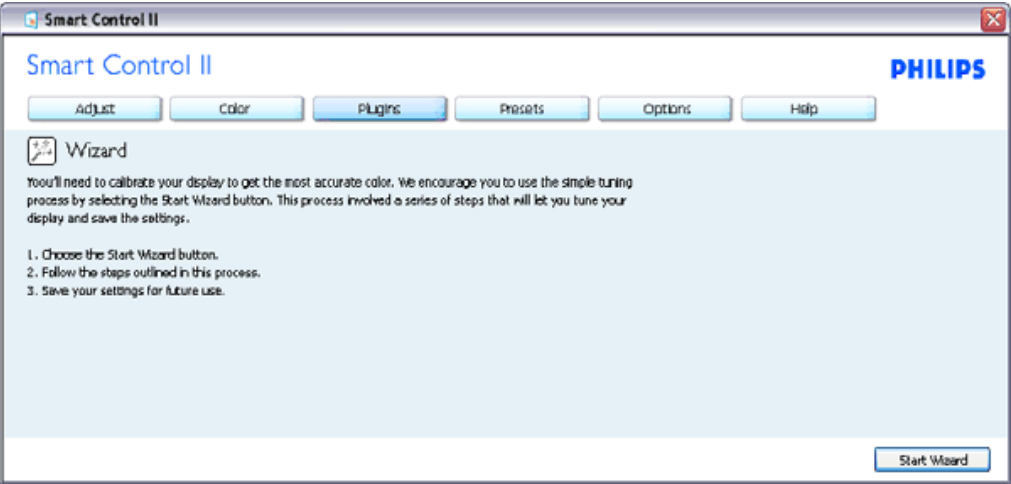 Smart Control II
Smart Control II
PHILIPS
Adjust Color Plugins Presets Options Help
Wizard
Yoou'll need to calibrate your display to get the most accurate color. We encourage you to use the simple tuning
process by selecting the Start Wizard button. This process involved a series of steps that will let you tune your
display and save the settings.
1. Choose the Start Wizard button.
2. Follow the steps outlined in this process.
3. Save your settings for future use.
Start Wizard